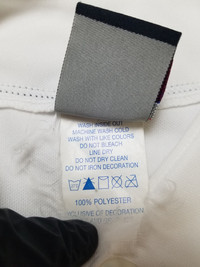 WASH INSIDE OUT
MACHINE WASH COLD
WASH WITH LIKE COLORS
DO NOT BLEACH
LINE DRY
DO NOT DRY CLEAN
DO NOT IRON DECORATION
100% POLYESTER
EXCLUSIVE OF DECORATION